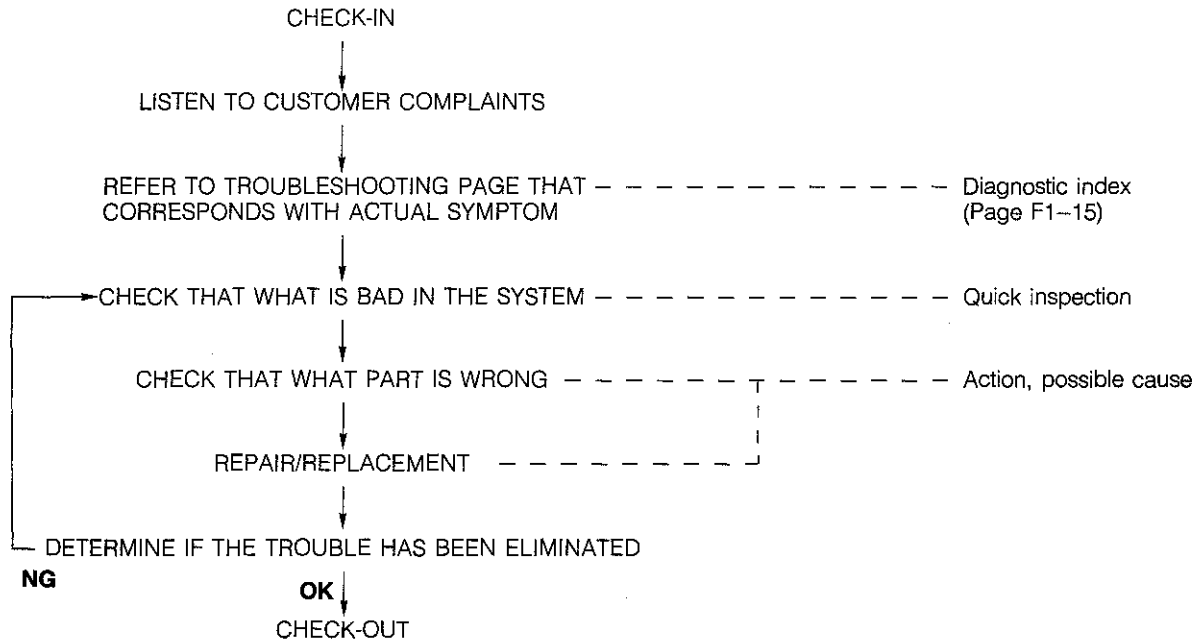 CHECK-IN
LISTEN TO CUSTOMER COMPLAINTS
REFER TO TROUBLESHOOTING PAGE THAT
CORRESPONDS WITH ACTUAL SYMPTOM
Diagnostic index
(Page F1–15)
CHECK THAT WHAT IS BAD IN THE SYSTEM
Quick inspection
CHECK THAT WHAT PART IS WRONG
Action, possible cause
REPAIR/REPLACEMENT
DETERMINE IF THE TROUBLE HAS BEEN ELIMINATED
NG
OK
CHECK-OUT